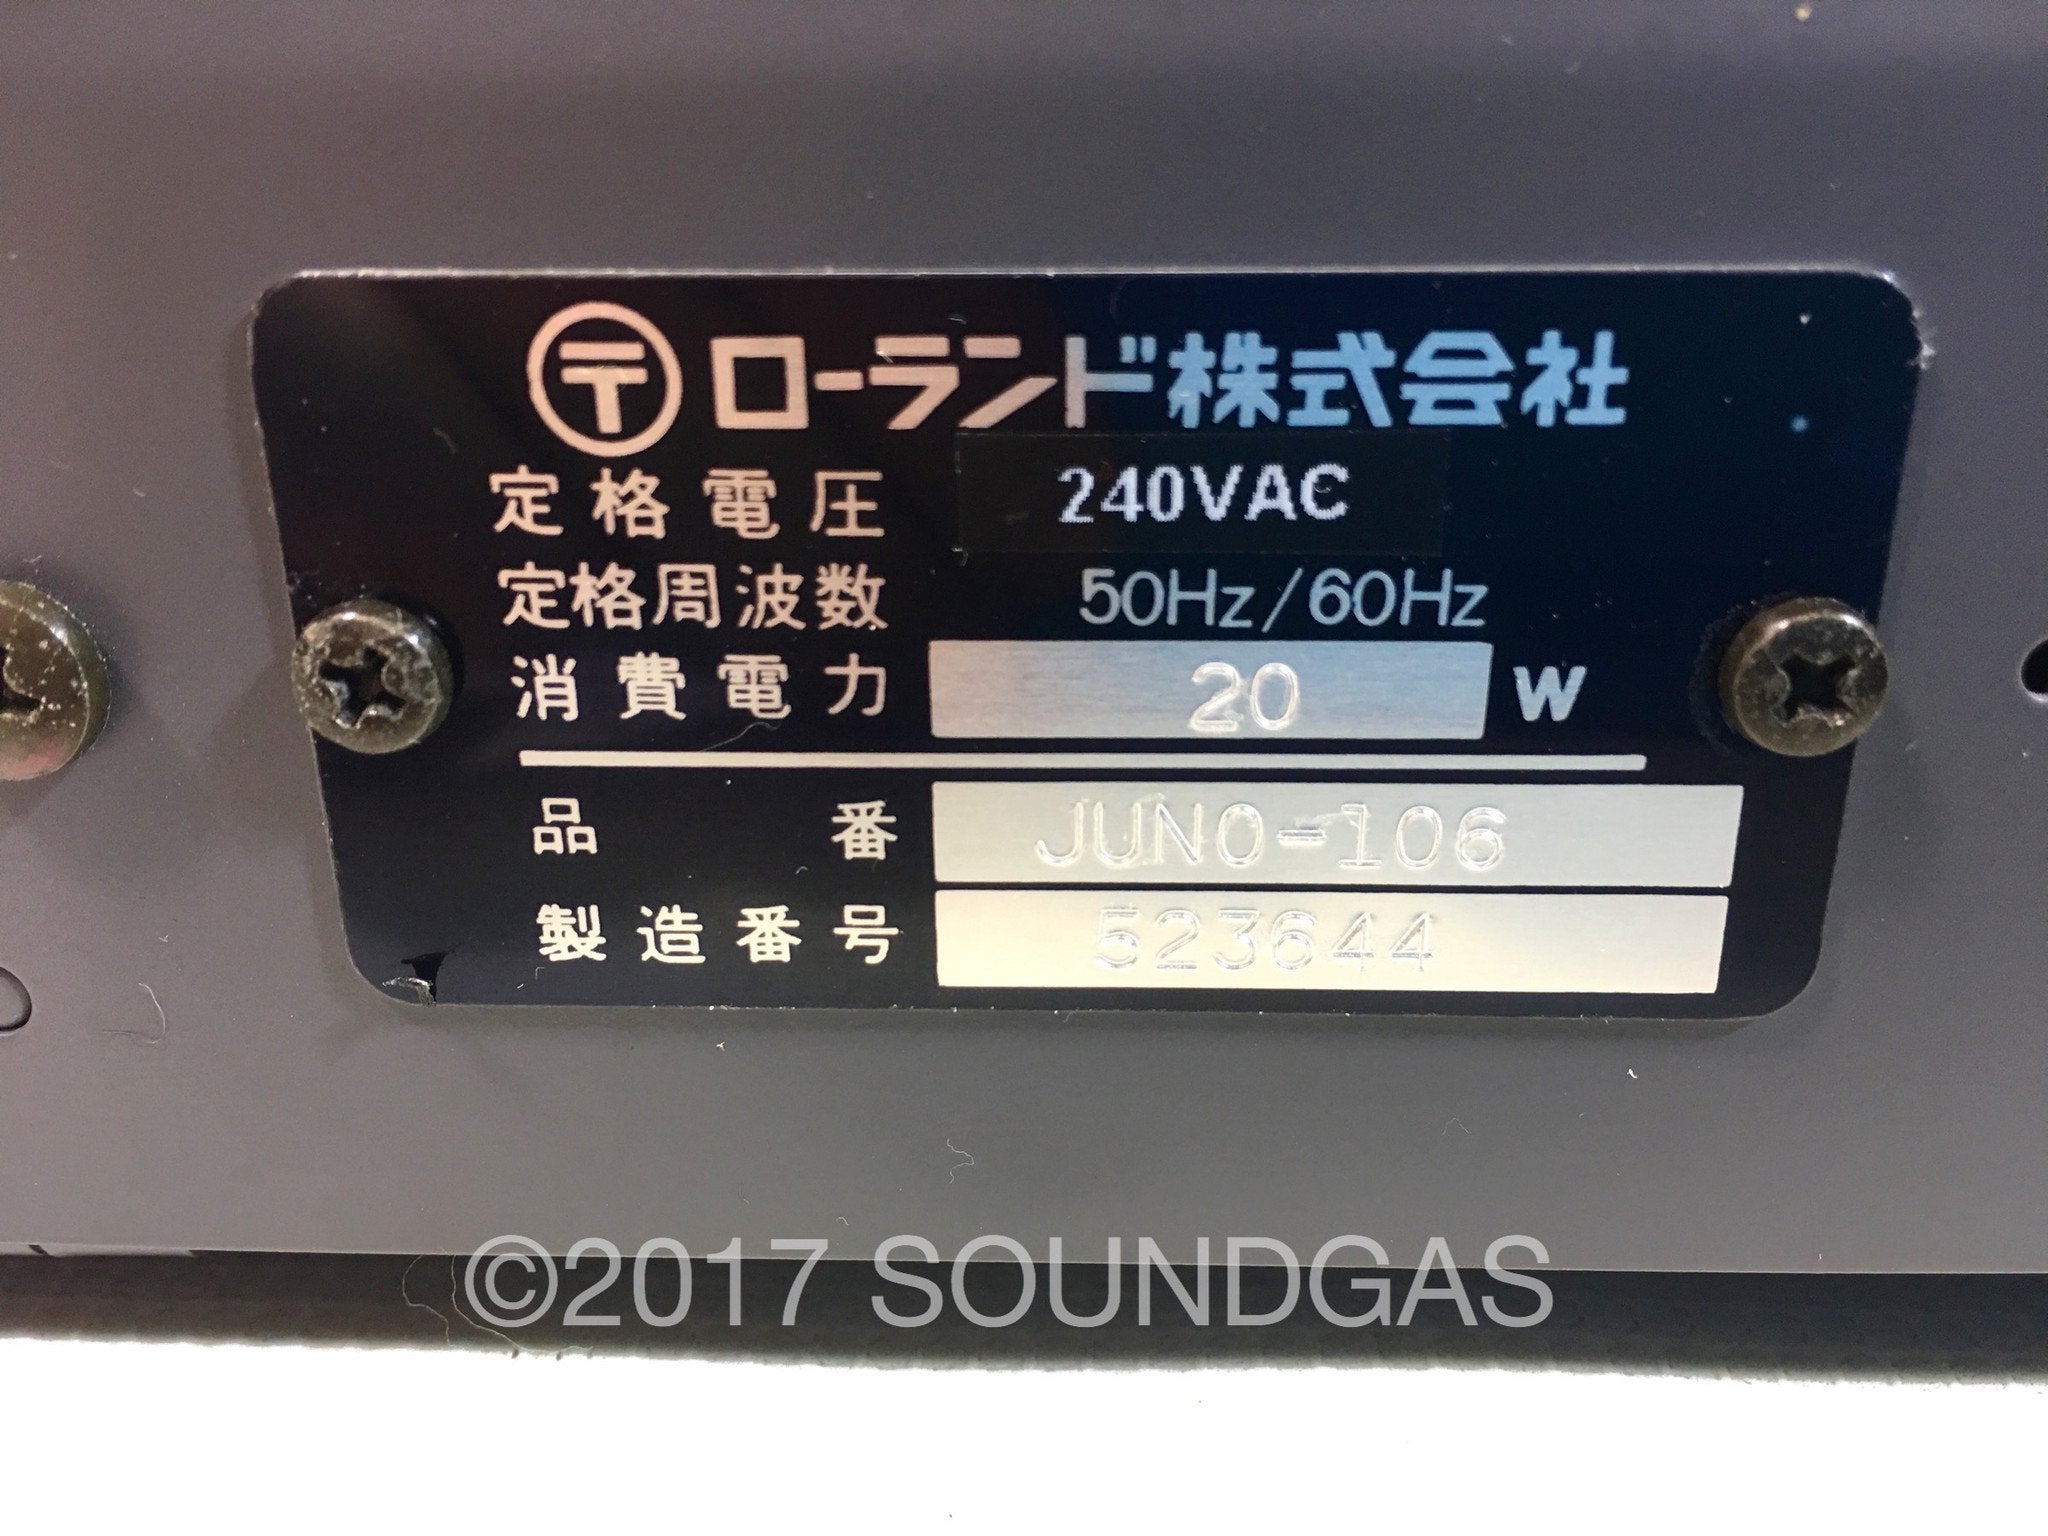 〒ローランド株式会社
定格電圧 240VAC
定格周波数 50Hz/60Hz
消費電力 20 W
品番 JUNO-106
製造番号 523644
©2017 SOUNDGAS